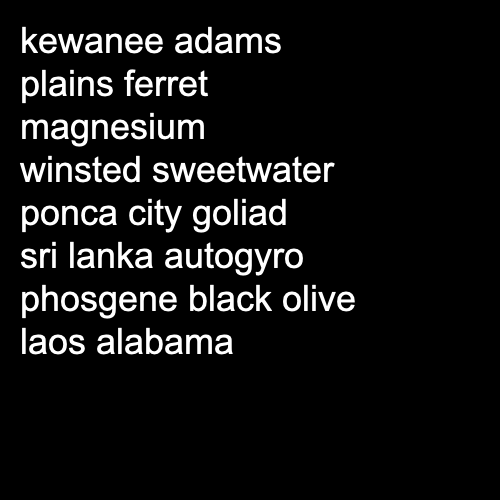 kewanee adams
plains ferret
magnesium
winsted sweetwater
ponca city goliad
sri lanka autogyro
phosgene black olive
laos alabama